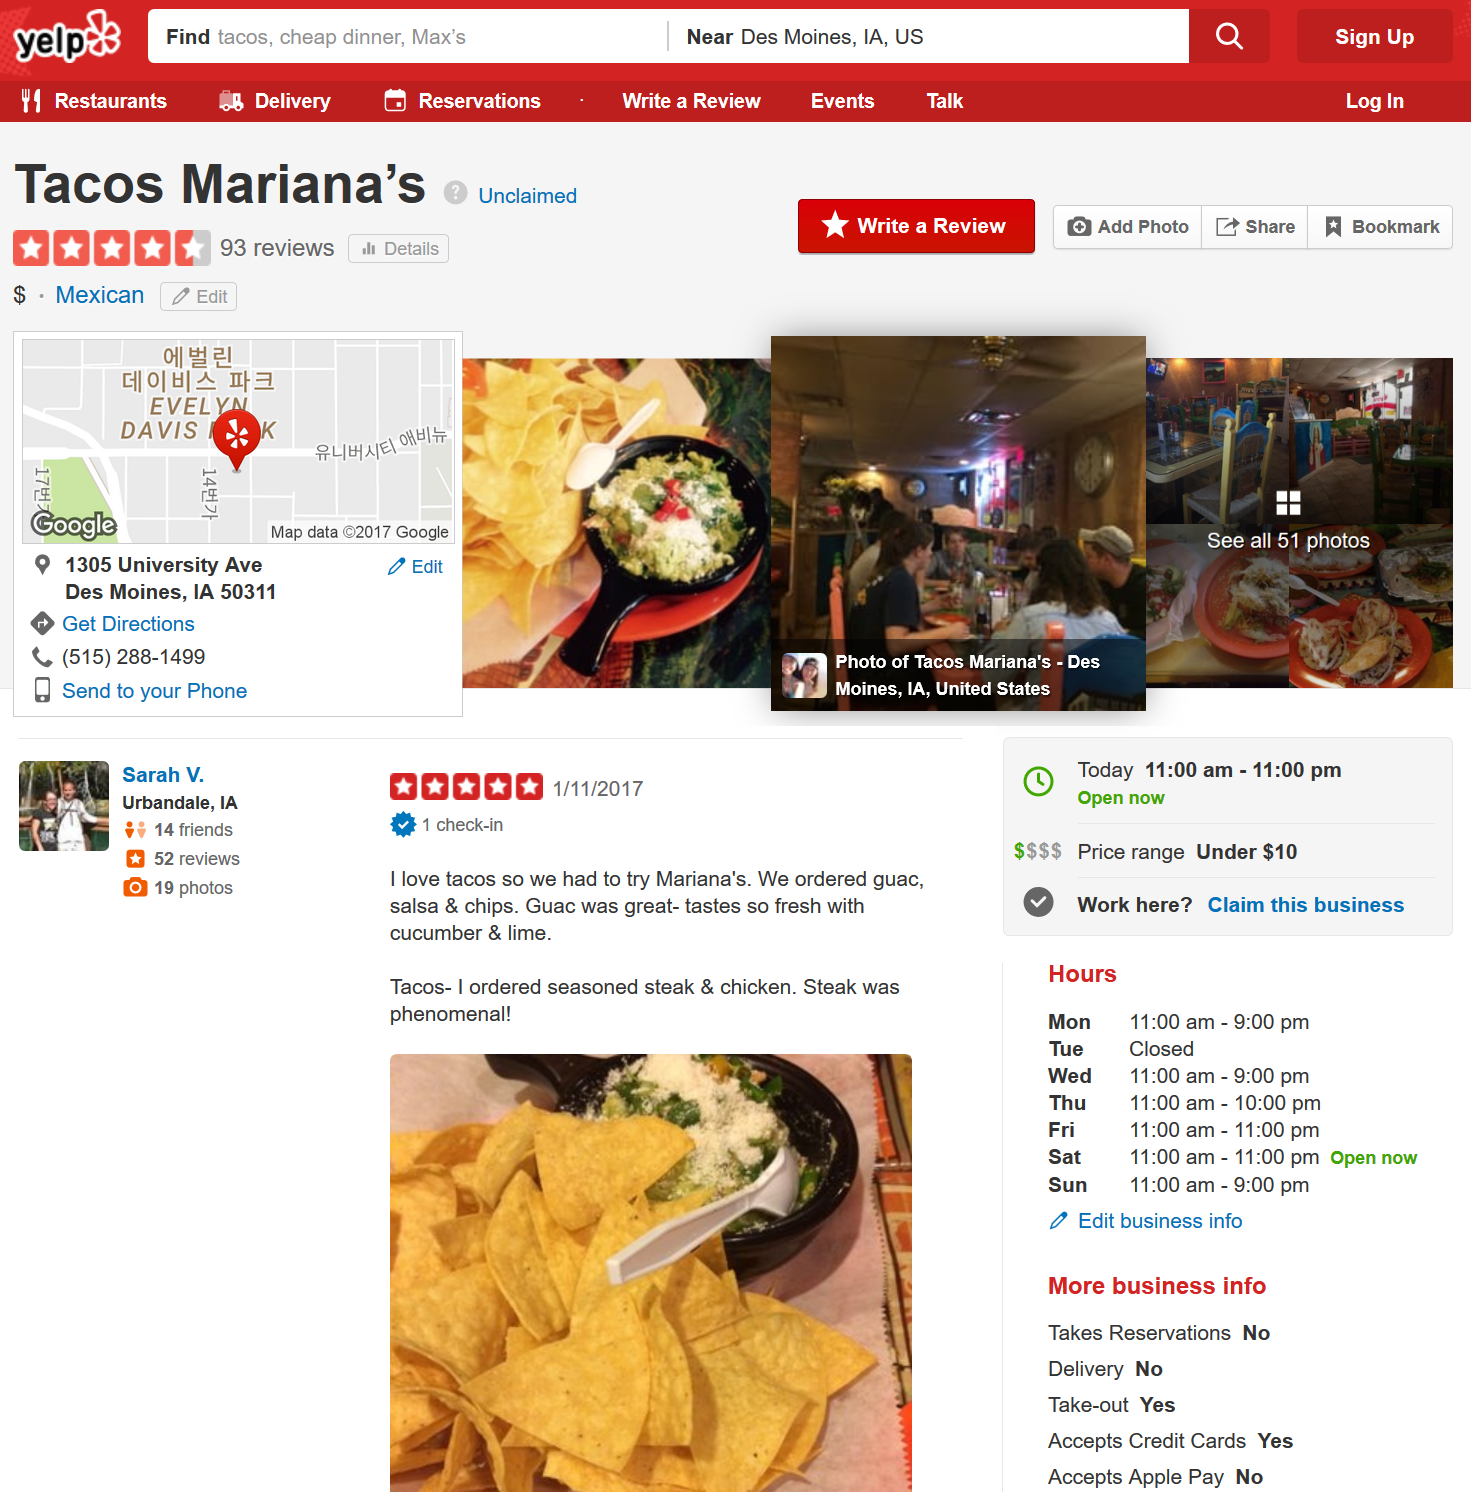 yelp
Find tacos, cheap dinner, Max's
Near Des Moines, IA, US
Sign Up
Restaurants
Delivery
Reservations
·
Write a Review
Events
Talk
Log In
Tacos Mariana's
? Unclaimed
93 reviews
Details
$ · Mexican
Edit
Write a Review
Add Photo
Share
Bookmark
에벌린
데이비스 파크
EVELYN
유니버시티 애비뉴
14번가
Google
Map data ©2017 Google
1305 University Ave
Des Moines, IA 50311
Edit
Get Directions
(515) 288-1499
Send to your Phone
Photo of Tacos Mariana's - Des
Moines, IA, United States
See all 51 photos
Sarah V.
Urbandale, IA
14 friends
52 reviews
19 photos
1/11/2017
1 check-in
I love tacos so we had to try Mariana's. We ordered guac,
salsa & chips. Guac was great- tastes so fresh with
cucumber & lime.
Tacos- I ordered seasoned steak & chicken. Steak was
phenomenal!
Today 11:00 am - 11:00 pm
Open now
$$$$ Price range Under $10
Work here? Claim this business
Hours
Mon 11:00 am - 9:00 pm
Tue Closed
Wed 11:00 am - 9:00 pm
Thu 11:00 am - 10:00 pm
Fri 11:00 am - 11:00 pm
Sat 11:00 am - 11:00 pm Open now
Sun 11:00 am - 9:00 pm
Edit business info
More business info
Takes Reservations No
Delivery No
Take-out Yes
Accepts Credit Cards Yes
Accepts Apple Pay No